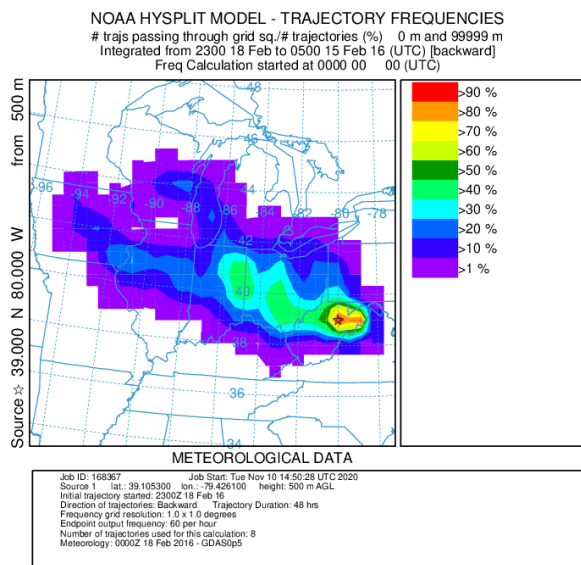 NOAA HYSPLIT MODEL - TRAJECTORY FREQUENCIES
# trajs passing through grid sq./# trajectories (%) 0 m and 99999 m
Integrated from 2300 18 Feb to 0500 15 Feb 16 (UTC) [backward]
Freq Calculation started at 0000 00 00 (UTC)
Source ☆ 39.000 N 80.000 W from 500 m
48
46
-96
-94
-92
-90
-88
86
44
-84
-82
-80
-78
42
40
38
36
34
>90 %
>80 %
>70 %
>60 %
>50 %
>40 %
>30 %
>20 %
>10 %
>1 %
METEOROLOGICAL DATA
Job ID: 168367 Job Start: Tue Nov 10 14:50:28 UTC 2020
Source 1 lat.: 39.105300 lon.: -79.426100 height: 500 m AGL
Initial trajectory started: 2300Z 18 Feb 16
Direction of trajectories: Backward Trajectory Duration: 48 hrs
Frequency grid resolution: 1.0 x 1.0 degrees
Endpoint output frequency: 60 per hour
Number of trajectories used for this calculation: 8
Meteorology: 0000Z 18 Feb 2016 - GDAS0p5